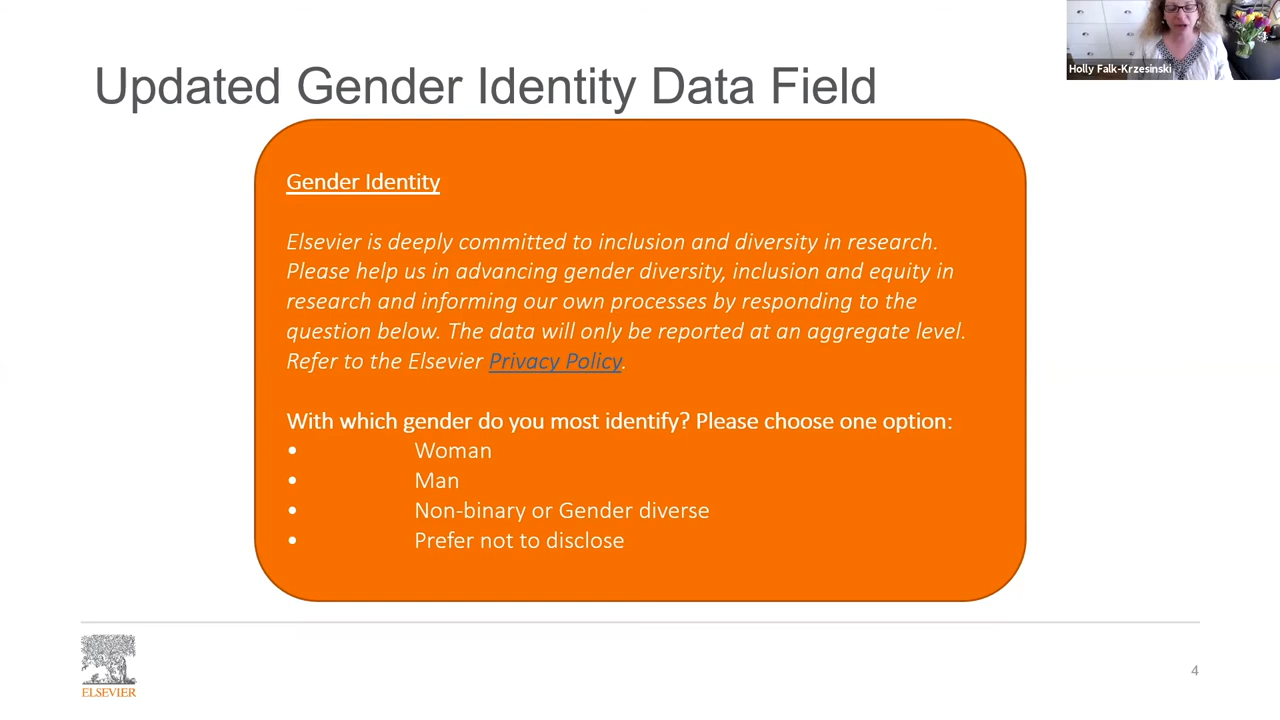 Holly Falk-Krzesinski
Updated Gender Identity Data Field
Gender Identity
Elsevier is deeply committed to inclusion and diversity in research.
Please help us in advancing gender diversity, inclusion and equity in
research and informing our own processes by responding to the
question below. The data will only be reported at an aggregate level.
Refer to the Elsevier Privacy Policy.
With which gender do you most identify? Please choose one option:
• Woman
• Man
• Non-binary or Gender diverse
• Prefer not to disclose
ELSEVIER
4